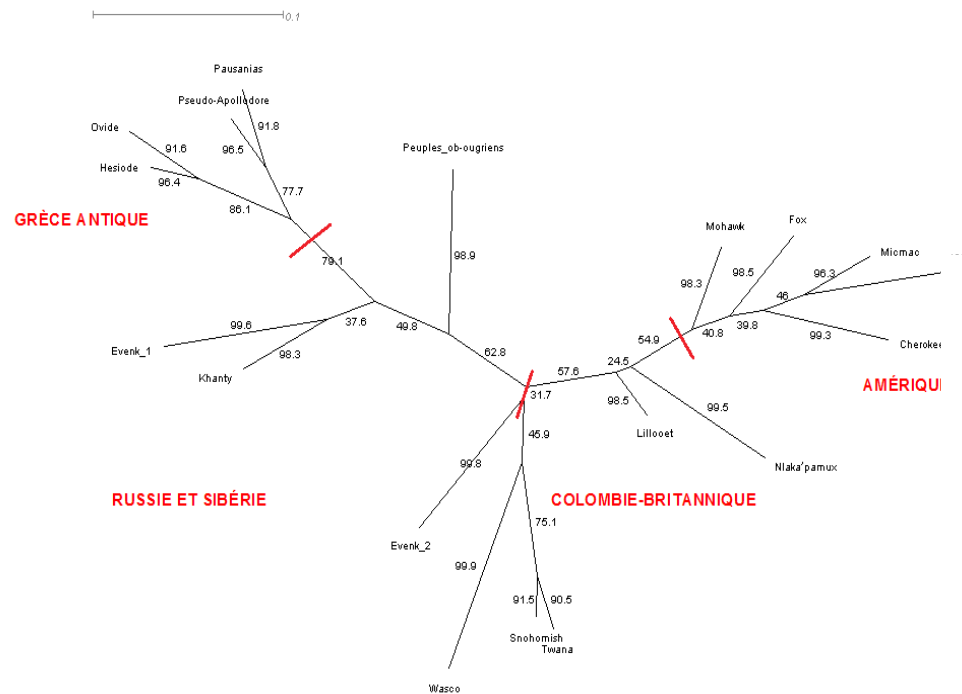 0.1
Pausanias
Pseudo-Apollodore
91.8
Ovide
91.6
96.5
Peuples_ob-ougriens
Hesiode
96.4
77.7
86.1
GRÈCE ANTIQUE
Mohawk
Fox
Micmac
79.1
98.9
98.3
98.5
96.3
46
99.6
37.6
49.8
54.9
40.8
39.8
99.3
Evenk_1
98.3
Cherokee
Khanty
62.8
57.6
24.5
AMÉRIQU
31.7
98.5
99.5
45.9
Lillooet
99.8
Nlaka'pamux
RUSSIE ET SIBÉRIE
COLOMBIE-BRITANNIQUE
75.1
Evenk_2
99.9
91.5
90.5
Snohomish
Twana
Wasco